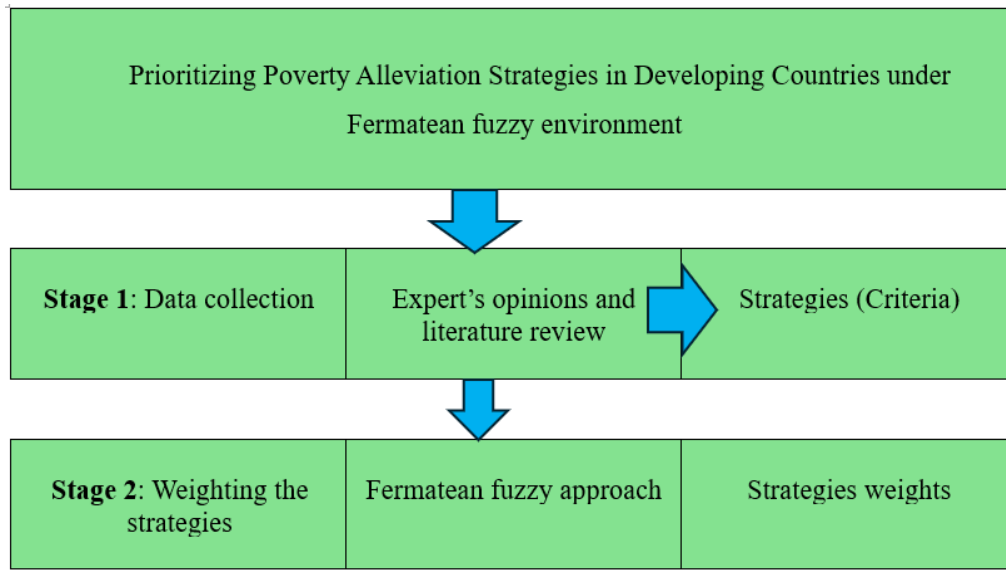 Prioritizing Poverty Alleviation Strategies in Developing Countries under
Fermatean fuzzy environment
Stage 1: Data collection
Expert’s opinions and
literature review
Strategies (Criteria)
Stage 2: Weighting the
strategies
Fermatean fuzzy approach
Strategies weights